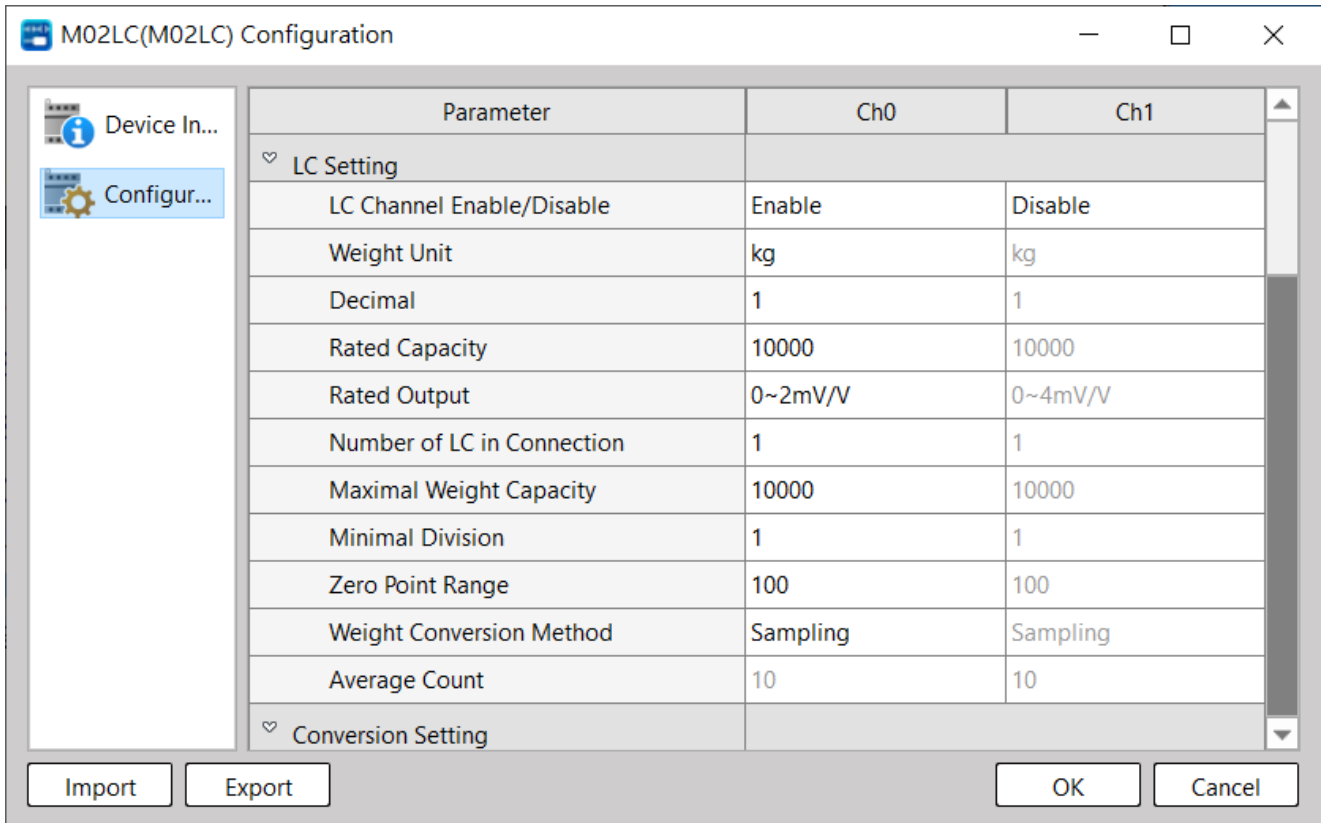 M02LC(M02LC) Configuration
Device In...
Configur...
Parameter Ch0 Ch1
LC Setting
LC Channel Enable/Disable Enable Disable
Weight Unit kg kg
Decimal 1 1
Rated Capacity 10000 10000
Rated Output 0~2mV/V 0~4mV/V
Number of LC in Connection 1 1
Maximal Weight Capacity 10000 10000
Minimal Division 1 1
Zero Point Range 100 100
Weight Conversion Method Sampling Sampling
Average Count 10 10
Conversion Setting
Import Export OK Cancel